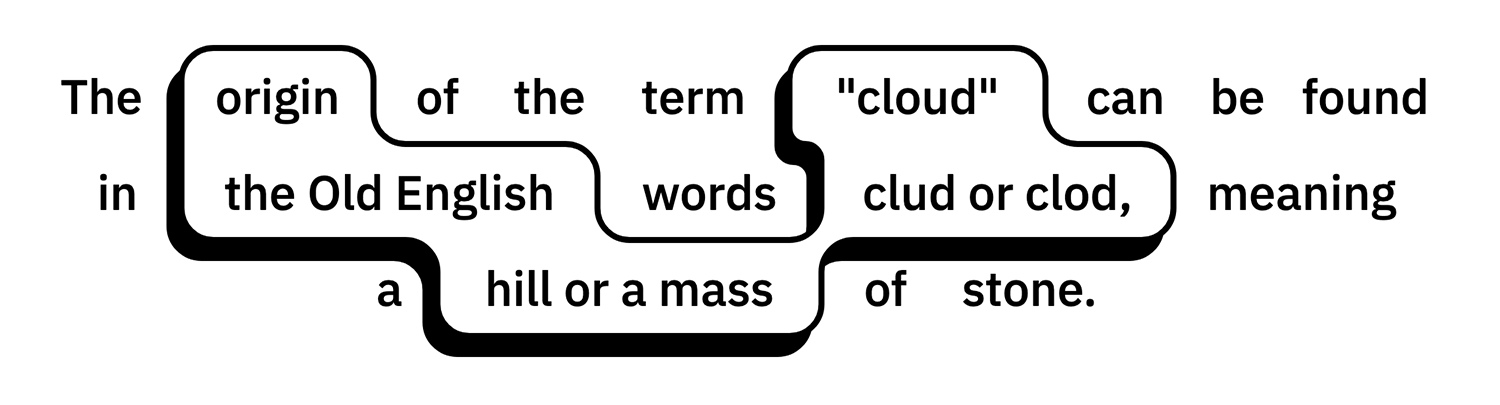 The origin of the term "cloud" can be found
in the Old English words clud or clod, meaning
a hill or a mass of stone.